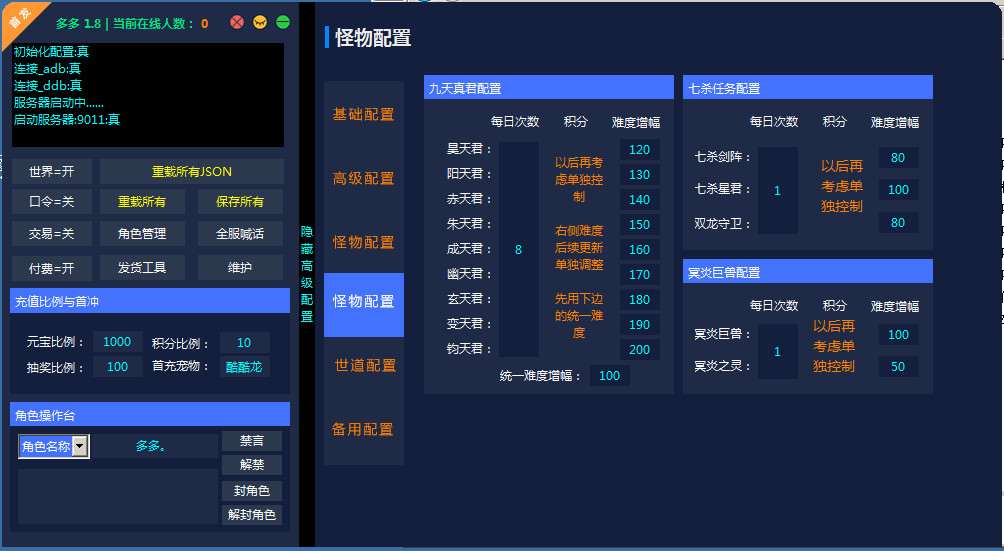 首发
多多 1.8 | 当前在线人数： 0
初始化配置:真
连接_adb:真
连接_ddb:真
服务器启动中......
启动服务器:9011:真
世界=开
重载所有JSON
口令=关
重载所有
保存所有
交易=关
角色管理
全服喊话
付费=开
发货工具
维护
充值比例与首冲
元宝比例： 1000 积分比例： 10
抽奖比例： 100 首充宠物： 酷酷龙
角色操作台
角色名称
多多。
禁言
解禁
封角色
解封角色
隐藏高级配置
怪物配置
基础配置
高级配置
怪物配置
怪物配置
世道配置
备用配置
九天真君配置
每日次数 积分 难度增幅
昊天君： 120
阳天君： 130
赤天君： 140
朱天君： 150
成天君： 160
幽天君： 170
玄天君： 180
变天君： 190
钧天君： 200
8
以后再考
虑单独控
制
右侧难度
后续更新
单独调整
先用下边
的统一难
度
统一难度增幅： 100
七杀任务配置
每日次数 积分 难度增幅
七杀剑阵： 80
七杀星君： 100
双龙守卫： 80
1
以后再
考虑单
独控制
冥炎巨兽配置
每日次数 积分 难度增幅
冥炎巨兽： 100
冥炎之灵： 50
1
以后再
考虑单
独控制